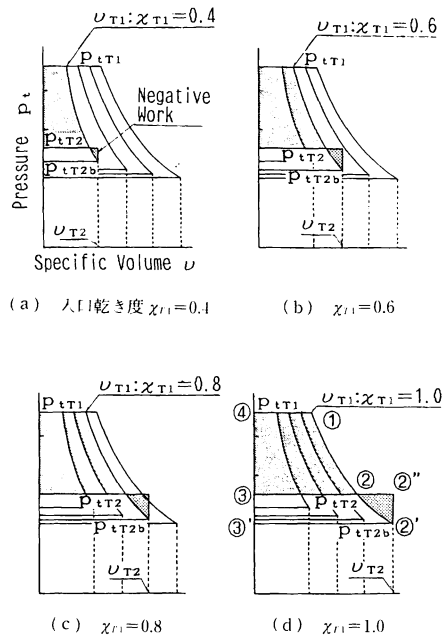 υT1:χT1=0.4
PtT1
Negative
Work
PtT2
PtT2b
υT2
Pressure Pt
Specific Volume υ
(a) 入口乾き度 χT1=0.4
υT1:χT1=0.6
PtT1
PtT2
PtT2b
υT2
(b) χT1=0.6
υT1:χT1=0.8
PtT1
PtT2
PtT2b
υT2
(c) χT1=0.8
υT1:χT1=1.0
PtT1
④ ①
③ PtT2 ② ②''
③' PtT2b ②'
υT2
(d) χT1=1.0